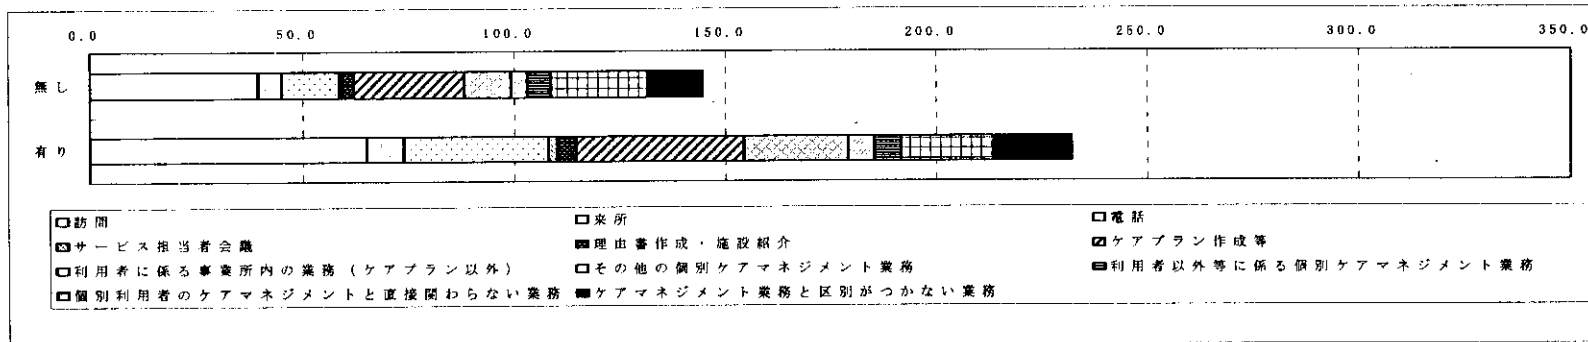 0.0 50.0 100.0 150.0 200.0 250.0 300.0 350.0
無し
有り
訪問 来所 電話
サービス担当者会議 理由書作成・施設紹介 ケアプラン作成等
利用者に係る事業所内の業務(ケアプラン以外) その他の個別ケアマネジメント業務 利用者以外等に係る個別ケアマネジメント業務
個別利用者のケアマネジメントと直接関わらない業務 ケアマネジメント業務と区別がつかない業務